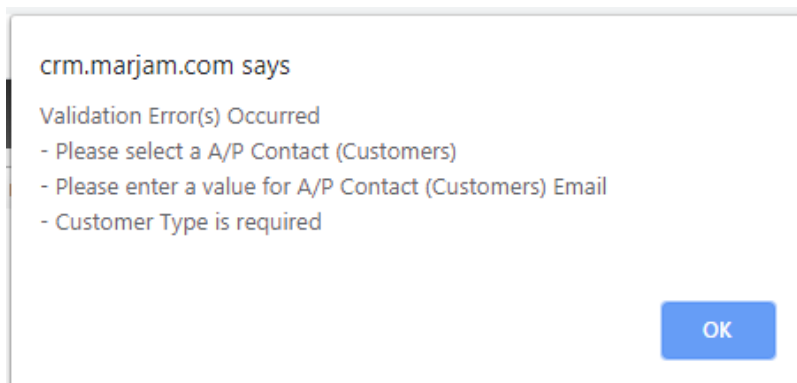 crm.marjam.com says
Validation Error(s) Occurred
- Please select a A/P Contact (Customers)
- Please enter a value for A/P Contact (Customers) Email
- Customer Type is required
OK